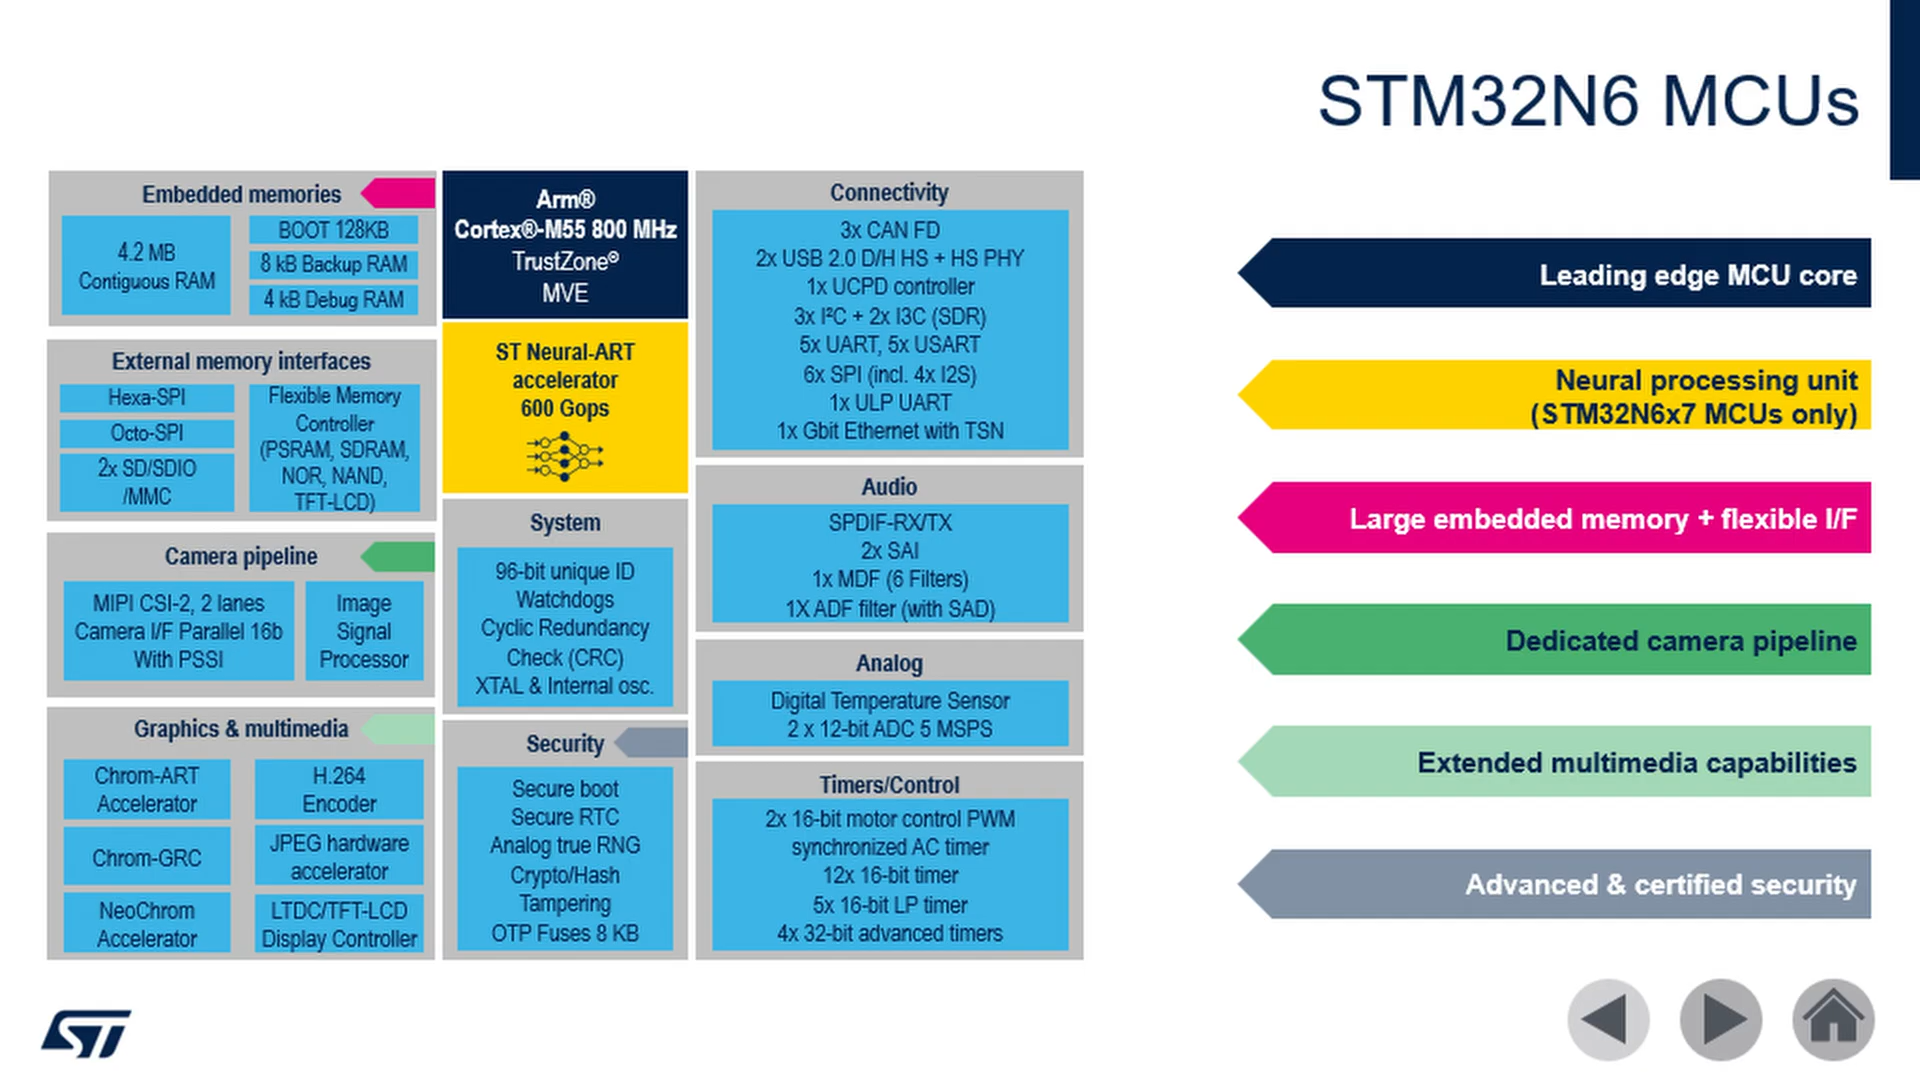 STM32N6 MCUs
Embedded memories
4.2 MB
Contiguous RAM
BOOT 128KB
8 kB Backup RAM
4 kB Debug RAM
External memory interfaces
Hexa-SPI
Octo-SPI
2x SD/SDIO
/MMC
Flexible Memory
Controller
(PSRAM, SDRAM,
NOR, NAND,
TFT-LCD)
Camera pipeline
MIPI CSI-2, 2 lanes
Camera I/F Parallel 16b
With PSSI
Image
Signal
Processor
Graphics & multimedia
Chrom-ART
Accelerator
Chrom-GRC
NeoChrom
Accelerator
H.264
Encoder
JPEG hardware
accelerator
LTDC/TFT-LCD
Display Controller
Arm®
Cortex®-M55 800 MHz
TrustZone®
MVE
ST Neural-ART
accelerator
600 Gops
System
96-bit unique ID
Watchdogs
Cyclic Redundancy
Check (CRC)
XTAL & Internal osc.
Security
Secure boot
Secure RTC
Analog true RNG
Crypto/Hash
Tampering
OTP Fuses 8 KB
Connectivity
3x CAN FD
2x USB 2.0 D/H HS + HS PHY
1x UCPD controller
3x I²C + 2x I3C (SDR)
5x UART, 5x USART
6x SPI (incl. 4x I2S)
1x ULP UART
1x Gbit Ethernet with TSN
Audio
SPDIF-RX/TX
2x SAI
1x MDF (6 Filters)
1X ADF filter (with SAD)
Analog
Digital Temperature Sensor
2 x 12-bit ADC 5 MSPS
Timers/Control
2x 16-bit motor control PWM
synchronized AC timer
12x 16-bit timer
5x 16-bit LP timer
4x 32-bit advanced timers
Leading edge MCU core
Neural processing unit
(STM32N6x7 MCUs only)
Large embedded memory + flexible I/F
Dedicated camera pipeline
Extended multimedia capabilities
Advanced & certified security
ST